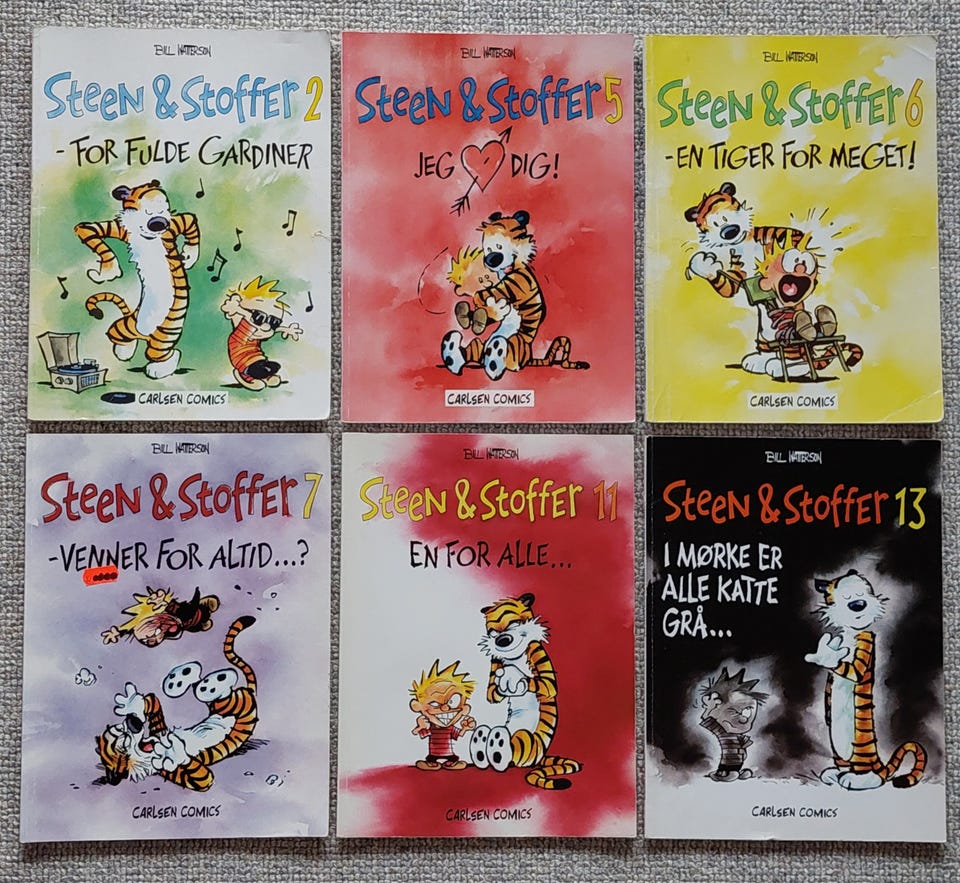 BILL WATTERSON
Steen & Stoffer 2
- FOR FULDE GARDINER
CARLSEN COMICS
BILL WATTERSON
Steen & Stoffer 5
JEG DIG!
CARLSEN COMICS
BILL WATTERSON
Steen & Stoffer 6
- EN TIGER FOR MEGET!
CARLSEN COMICS
BILL WATTERSON
Steen & Stoffer 7
- VENNER FOR ALTID...?
CARLSEN COMICS
BILL WATTERSON
Steen & Stoffer 11
EN FOR ALLE...
CARLSEN COMICS
BILL WATTERSON
Steen & Stoffer 13
I MØRKE ER
ALLE KATTE
GRÅ...
CARLSEN COMICS